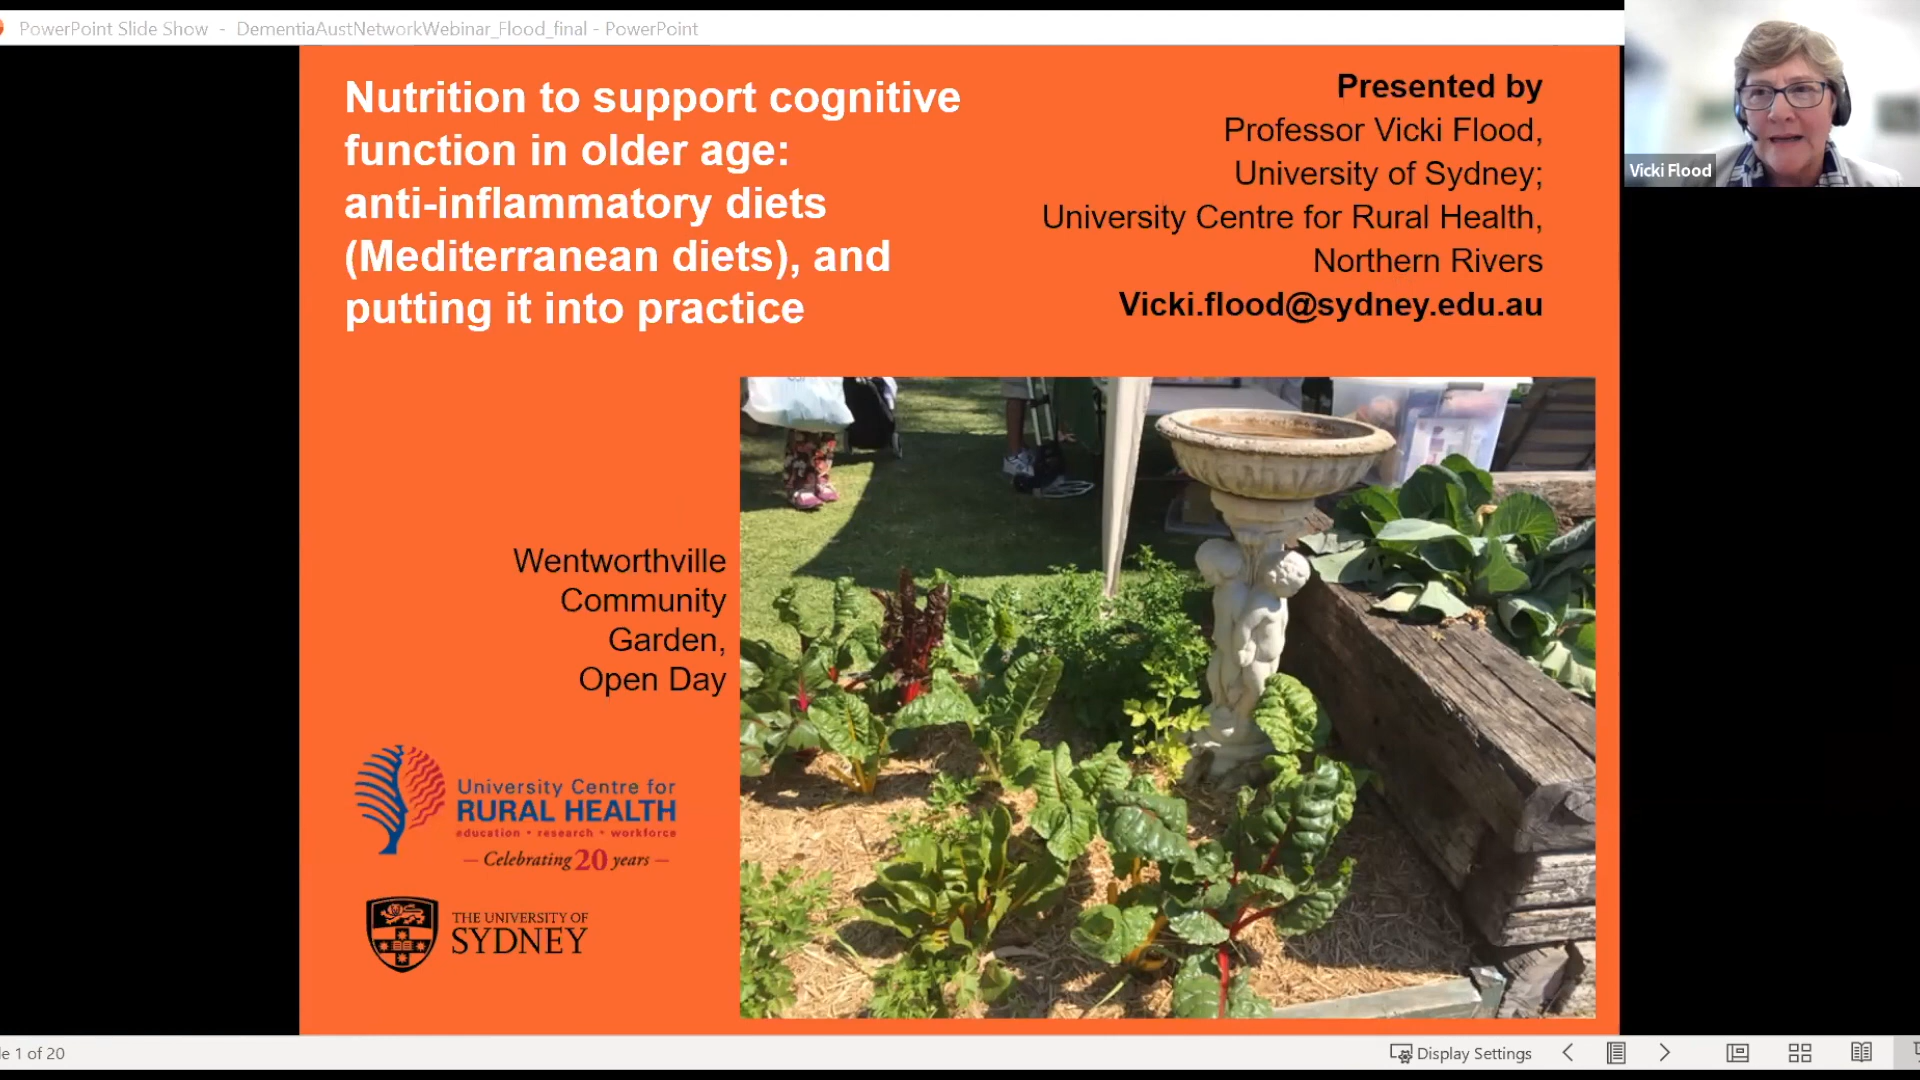 PowerPoint Slide Show - DementiaAustNetworkWebinar_Flood_final - PowerPoint
Nutrition to support cognitive
function in older age:
anti-inflammatory diets
(Mediterranean diets), and
putting it into practice
Presented by
Professor Vicki Flood,
University of Sydney;
University Centre for Rural Health,
Northern Rivers
Vicki.flood@sydney.edu.au
Vicki Flood
Wentworthville
Community
Garden,
Open Day
University Centre for
RURAL HEALTH
education • research • workforce
— Celebrating 20 years —
THE UNIVERSITY OF
SYDNEY
le 1 of 20
Display Settings